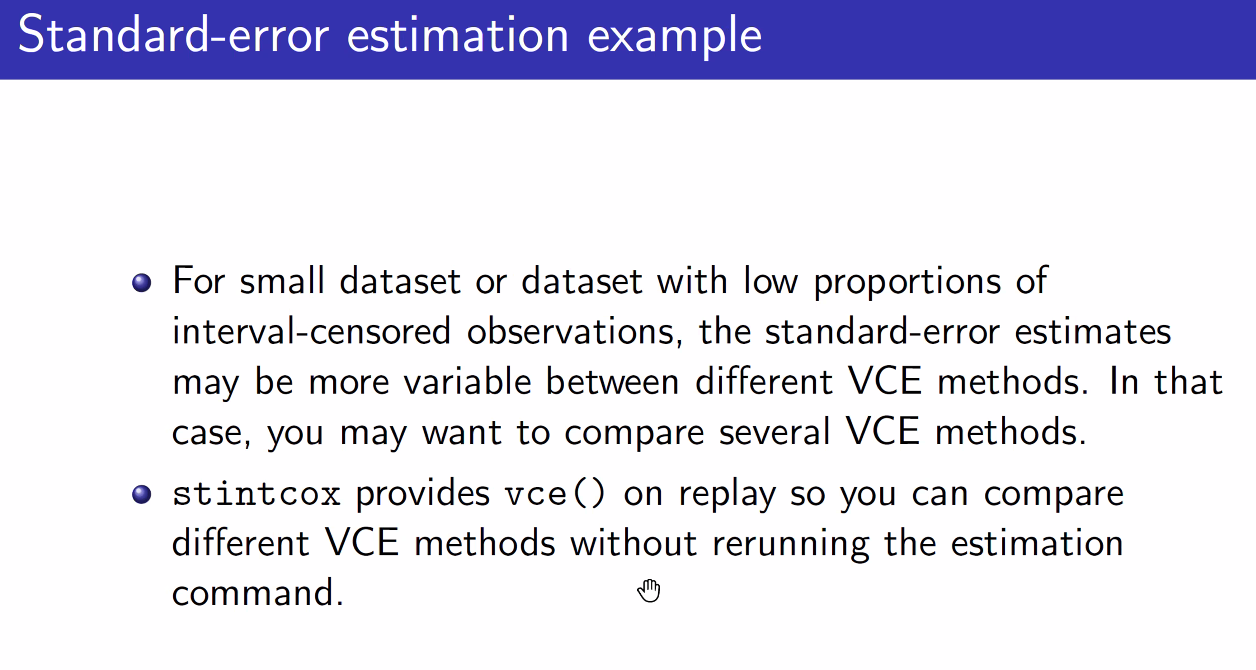 Standard-error estimation example
For small dataset or dataset with low proportions of
interval-censored observations, the standard-error estimates
may be more variable between different VCE methods. In that
case, you may want to compare several VCE methods.
stintcox provides vce() on replay so you can compare
different VCE methods without rerunning the estimation
command.